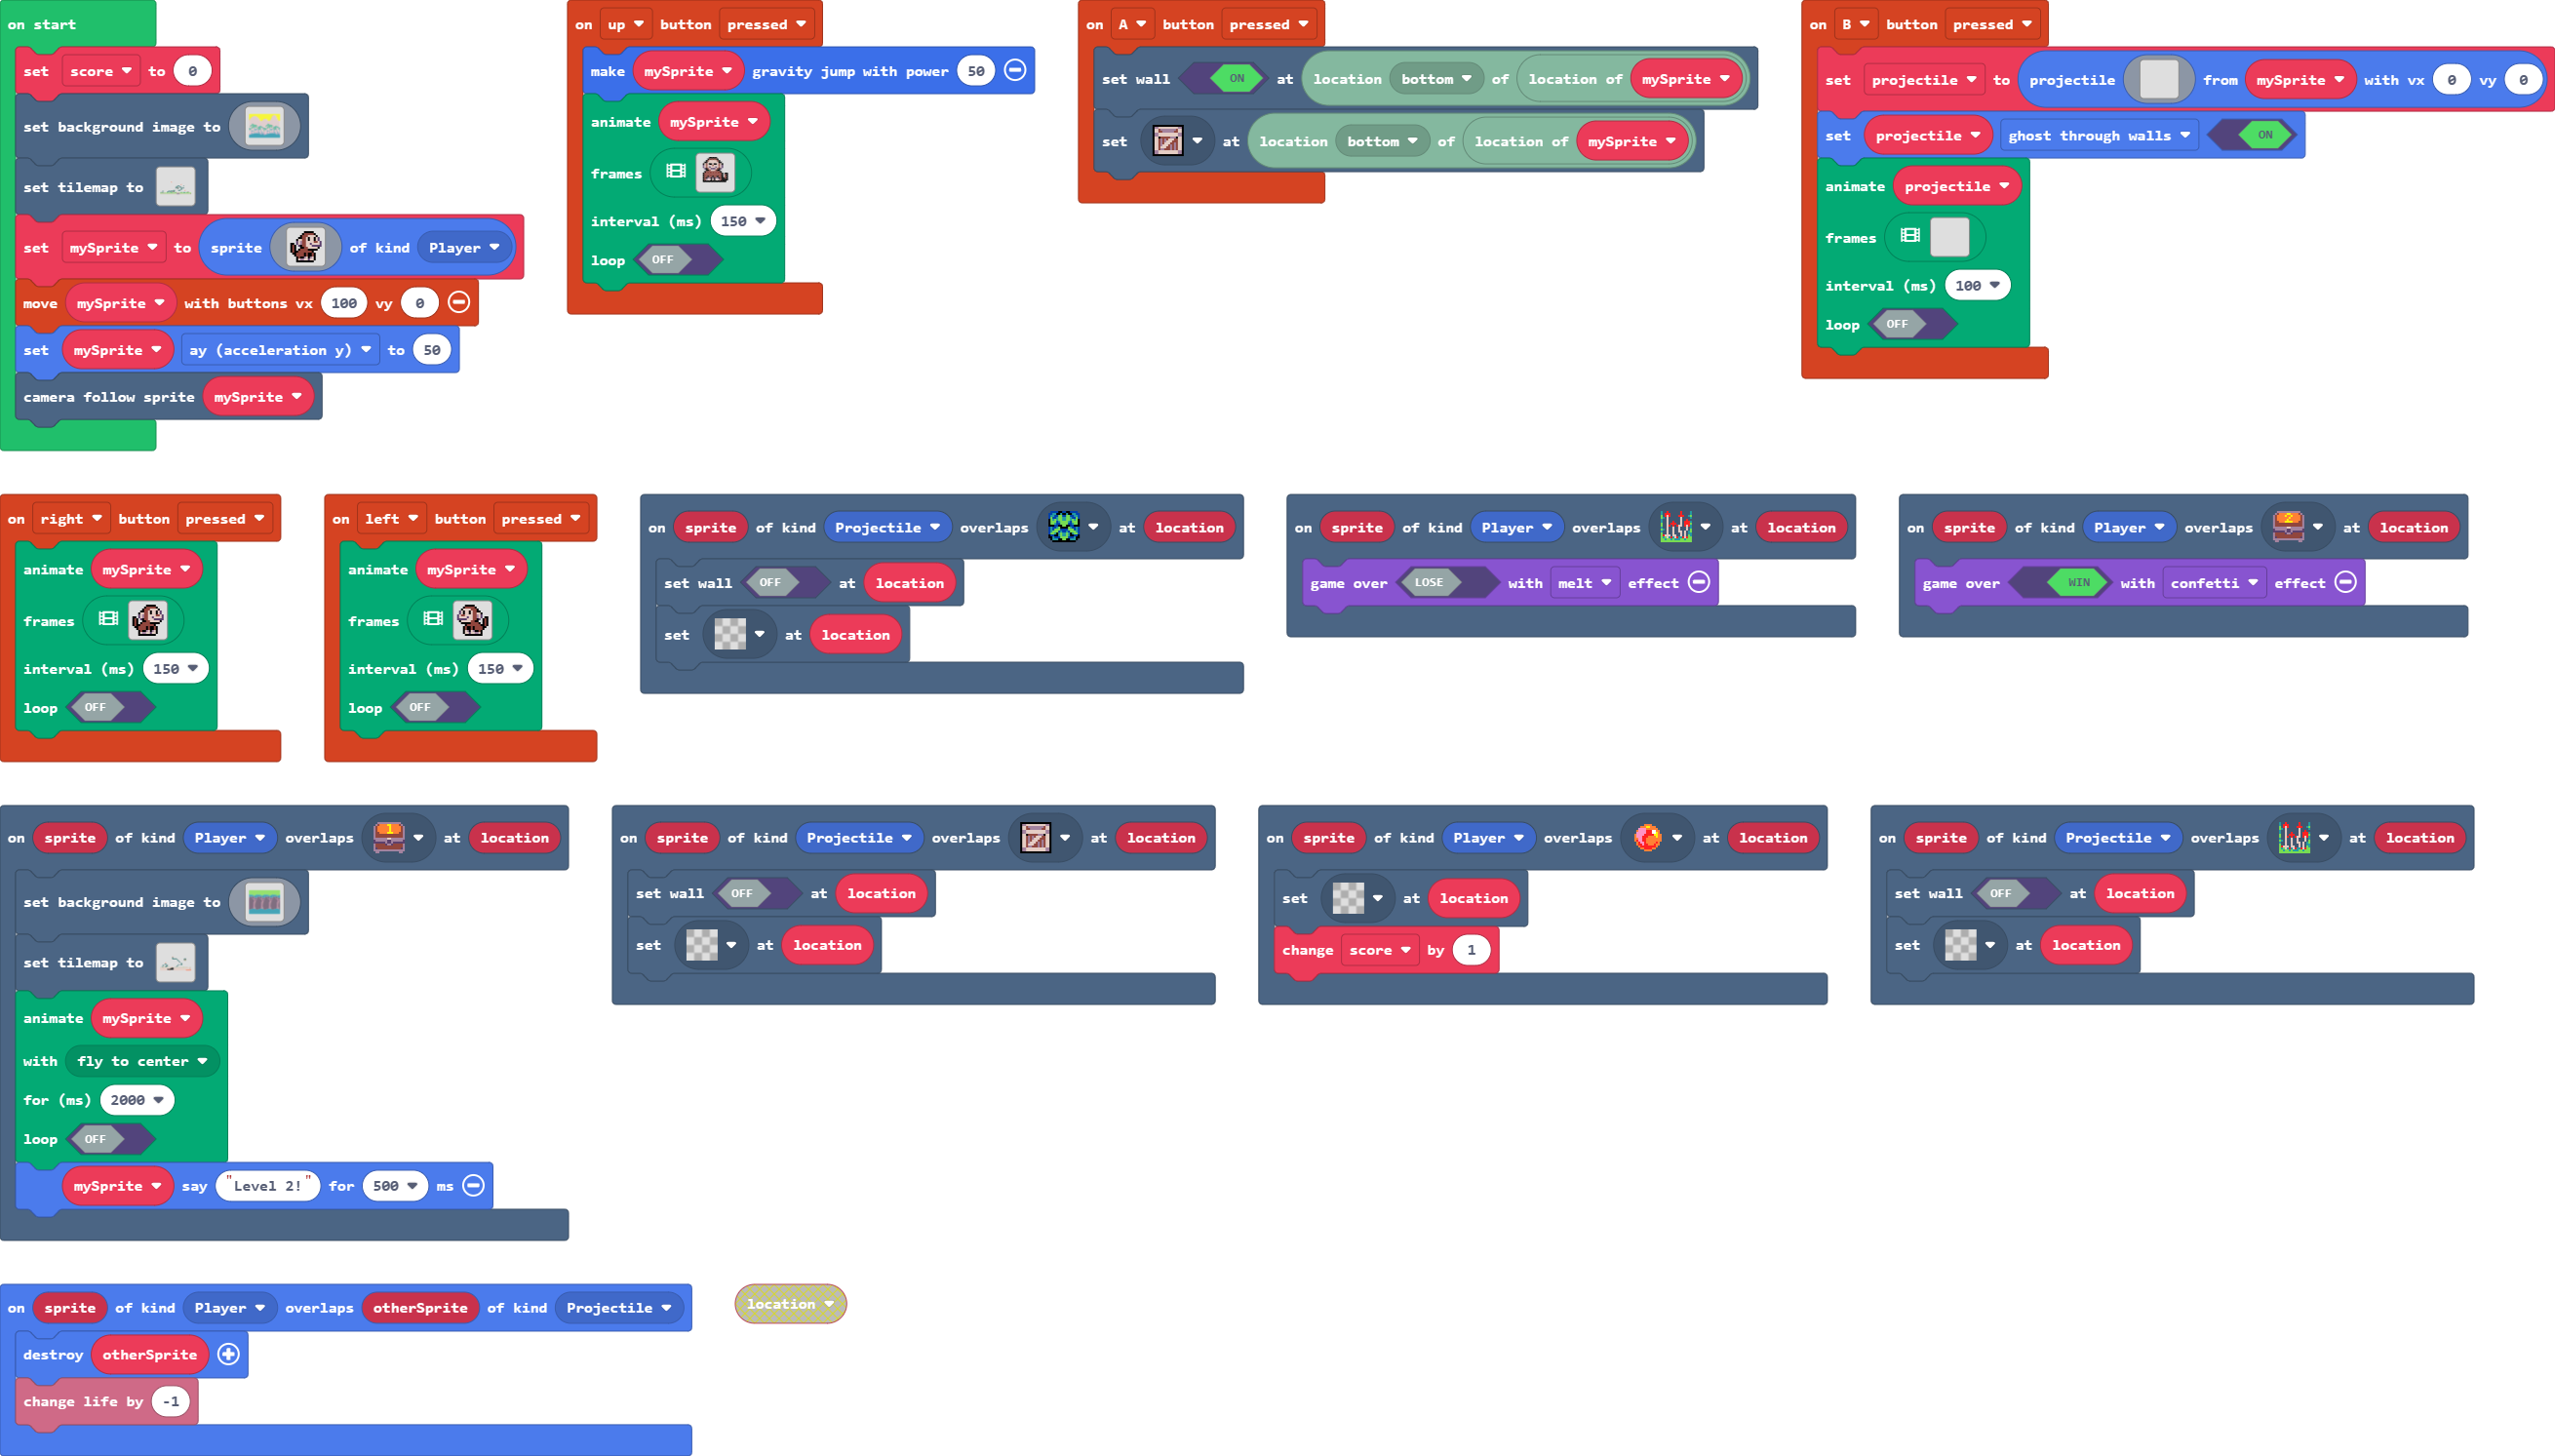 on start
set score to 0
set background image to
set tilemap to
set mySprite to sprite of kind Player
move mySprite with buttons vx 100 vy 0
set mySprite ay (acceleration y) to 50
camera follow sprite mySprite
on up button pressed
make mySprite gravity jump with power 50
animate mySprite
frames
interval (ms) 150
loop OFF
on A button pressed
set wall ON at location bottom of location of mySprite
set at location bottom of location of mySprite
on B button pressed
set projectile to projectile from mySprite with vx 0 vy 0
set projectile ghost through walls ON
animate projectile
frames
interval (ms) 100
loop OFF
on right button pressed
animate mySprite
frames
interval (ms) 150
loop OFF
on left button pressed
animate mySprite
frames
interval (ms) 150
loop OFF
on sprite of kind Projectile overlaps at location
set wall OFF at location
set at location
on sprite of kind Player overlaps at location
game over LOSE with melt effect
on sprite of kind Player overlaps 2 at location
game over WIN with confetti effect
on sprite of kind Player overlaps 1 at location
set background image to
set tilemap to
animate mySprite
with fly to center
for (ms) 2000
loop OFF
mySprite say "Level 2!" for 500 ms
on sprite of kind Projectile overlaps at location
set wall OFF at location
set at location
on sprite of kind Player overlaps at location
set at location
change score by 1
on sprite of kind Projectile overlaps at location
set wall OFF at location
set at location
on sprite of kind Player overlaps otherSprite of kind Projectile
destroy otherSprite
change life by -1
location